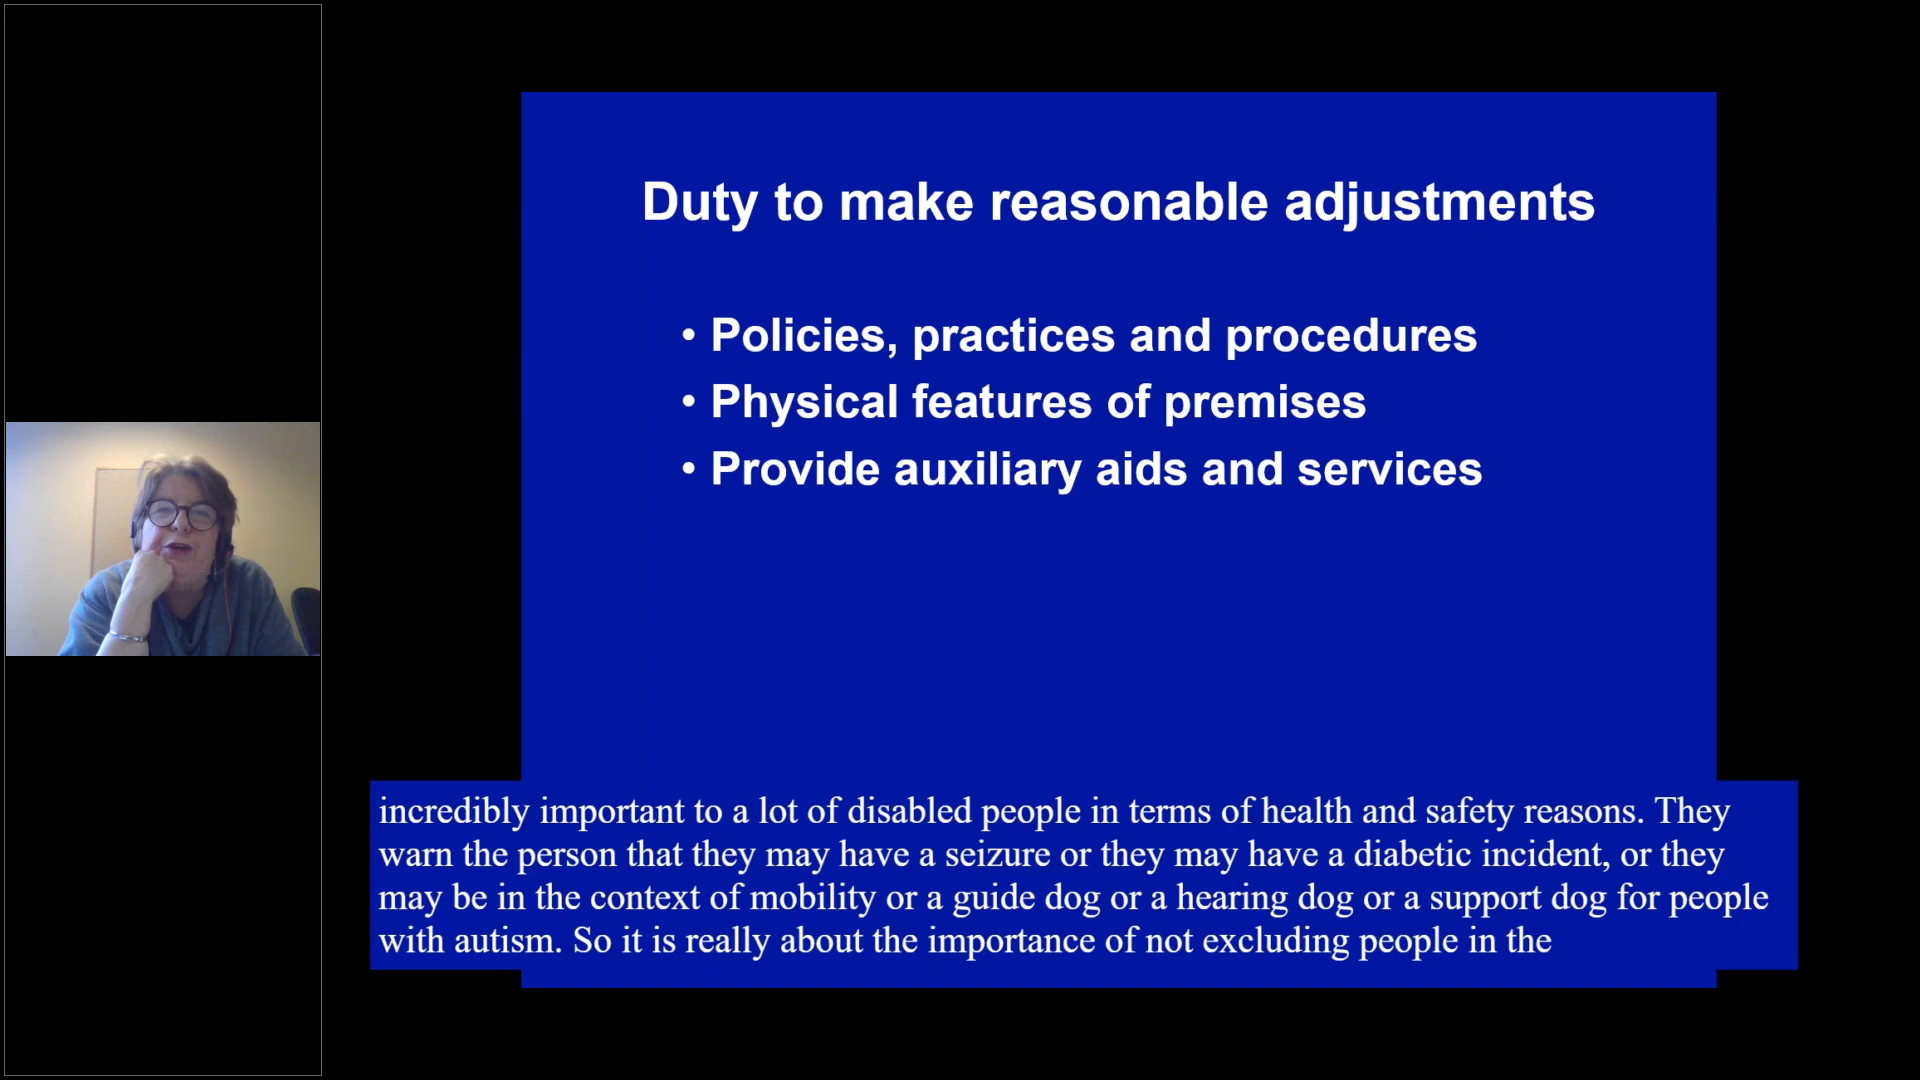 Duty to make reasonable adjustments
• Policies, practices and procedures
• Physical features of premises
• Provide auxiliary aids and services
incredibly important to a lot of disabled people in terms of health and safety reasons. They
warn the person that they may have a seizure or they may have a diabetic incident, or they
may be in the context of mobility or a guide dog or a hearing dog or a support dog for people
with autism. So it is really about the importance of not excluding people in the